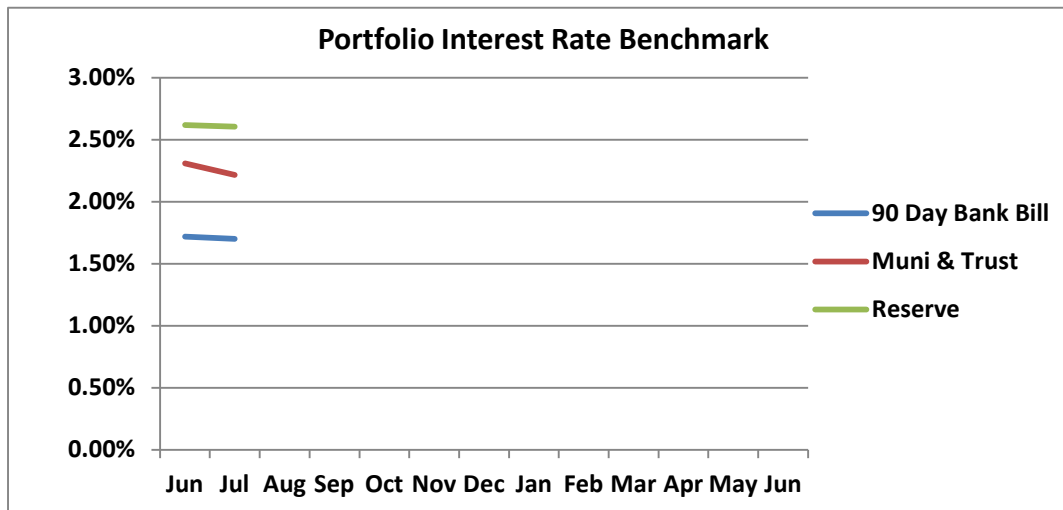 Portfolio Interest Rate Benchmark
3.00%
2.50%
2.00%
1.50%
1.00%
0.50%
0.00%
Jun Jul Aug Sep Oct Nov Dec Jan Feb Mar Apr May Jun
90 Day Bank Bill
Muni & Trust
Reserve